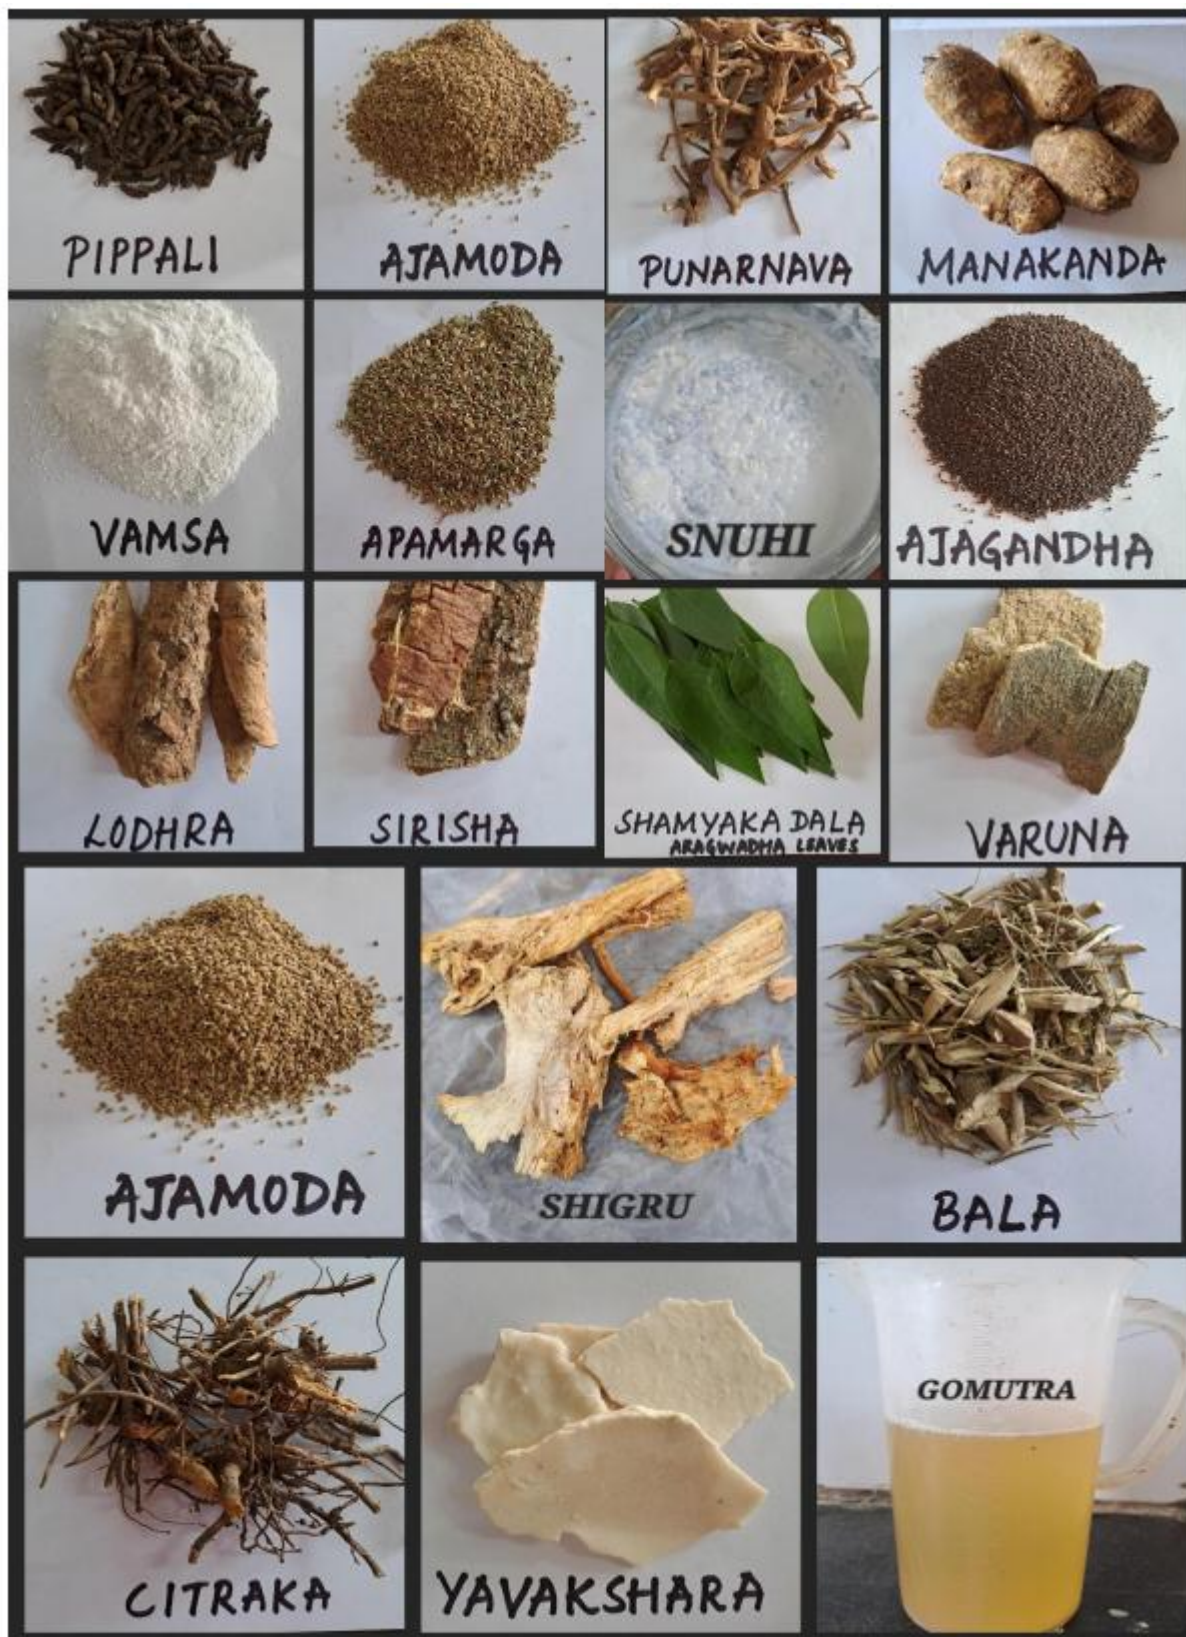 PIPPALI
AJAMODA
PUNARNAVA
MANAKANDA
VAMSA
APAMARGA
SNUHI
AJAGANDHA
LODHRA
SIRISHA
SHAMYAKA DALA
ARAGWADHA LEAVES
VARUNA
AJAMODA
SHIGRU
BALA
CITRAKA
YAVAKSHARA
GOMUTRA